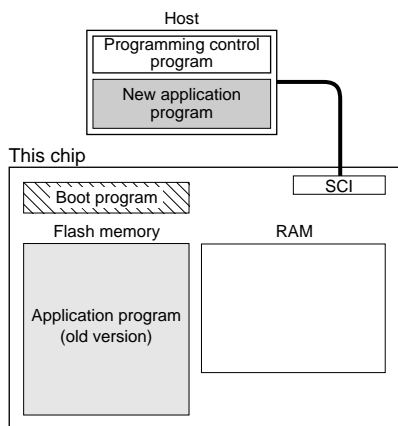 Host
Programming control
program
New application
program
This chip
SCI
Boot program
Flash memory
RAM
Application program
(old version)